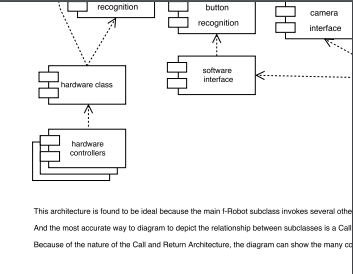 recognition
button
recognition
camera
interface
hardware class
software
interface
hardware
controllers
This architecture is found to be ideal because the main f-Robot subclass invokes several othe
And the most accurate way to diagram to depict the relationship between subclasses is a Call
Because of the nature of the Call and Return Architecture, the diagram can show the many co